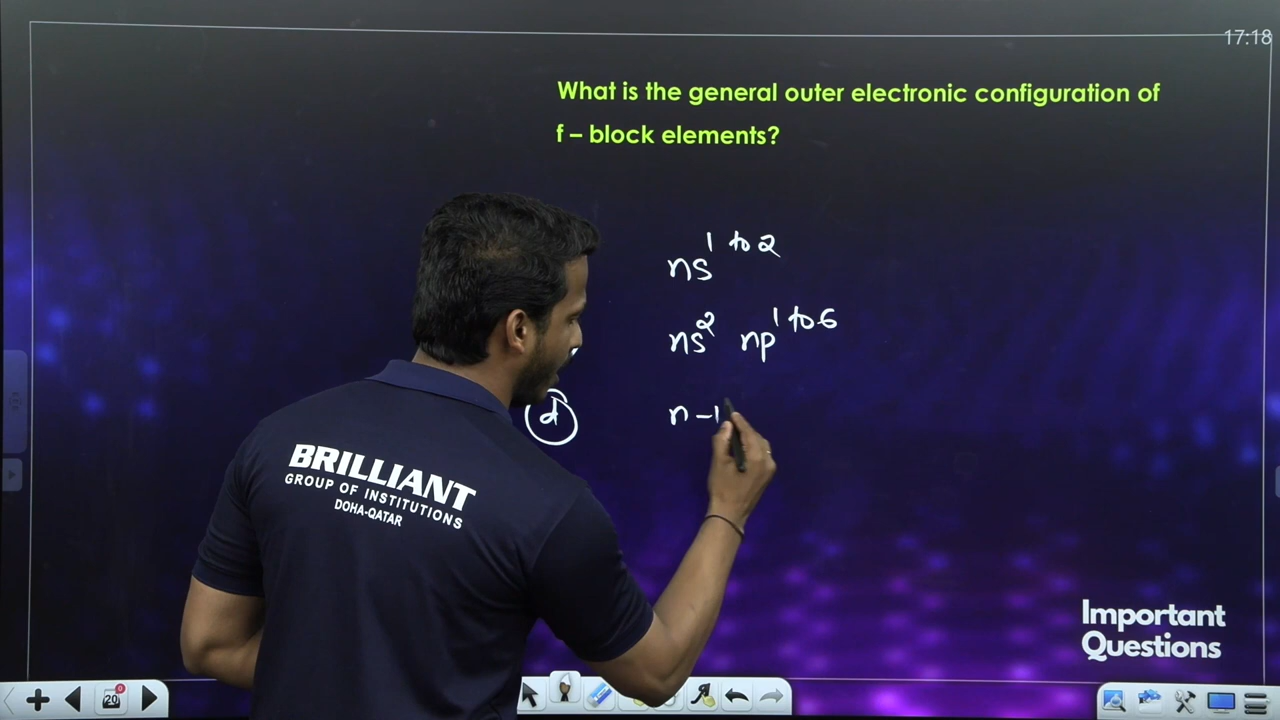 17:18
What is the general outer electronic configuration of
f – block elements?
ns¹ to 2
ns² np¹ to 6
d n-1
BRILLIANT
GROUP OF INSTITUTIONS
DOHA-QATAR
Important
Questions
20